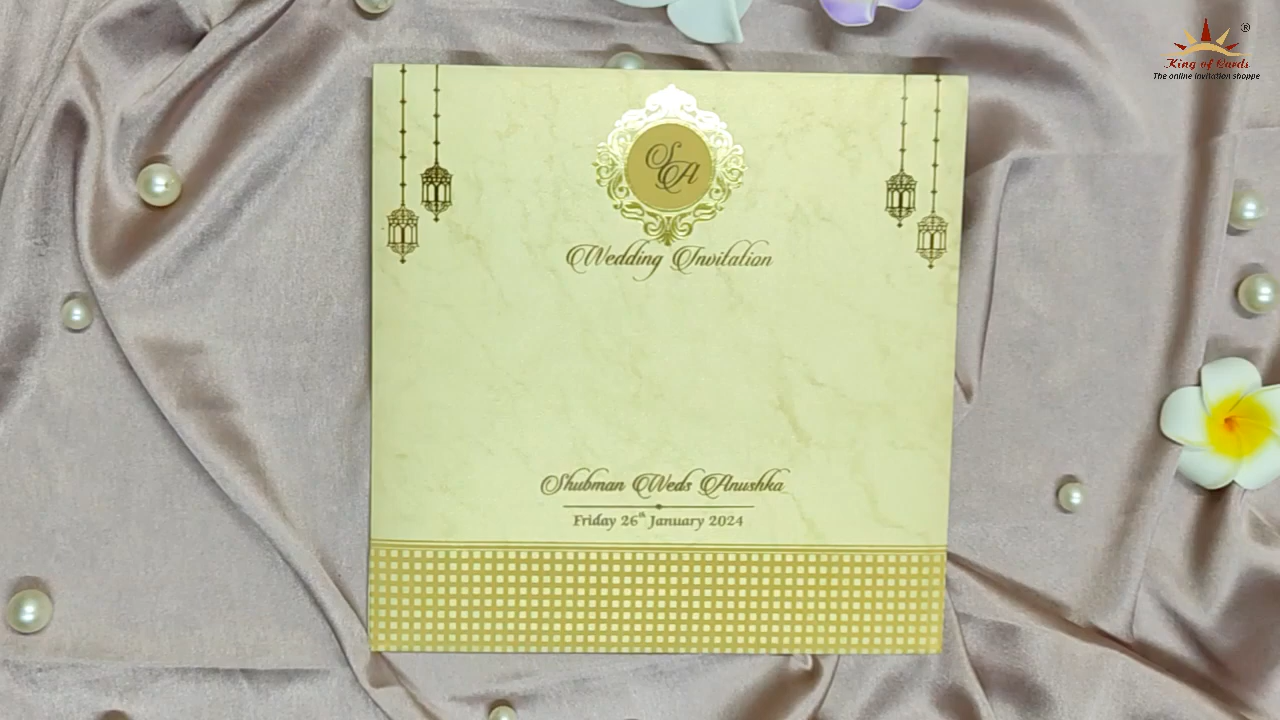 King of Cards ®
The online invitation shoppe
SA
Wedding Invitation
Shubman Weds Anushka
Friday 26th January 2024